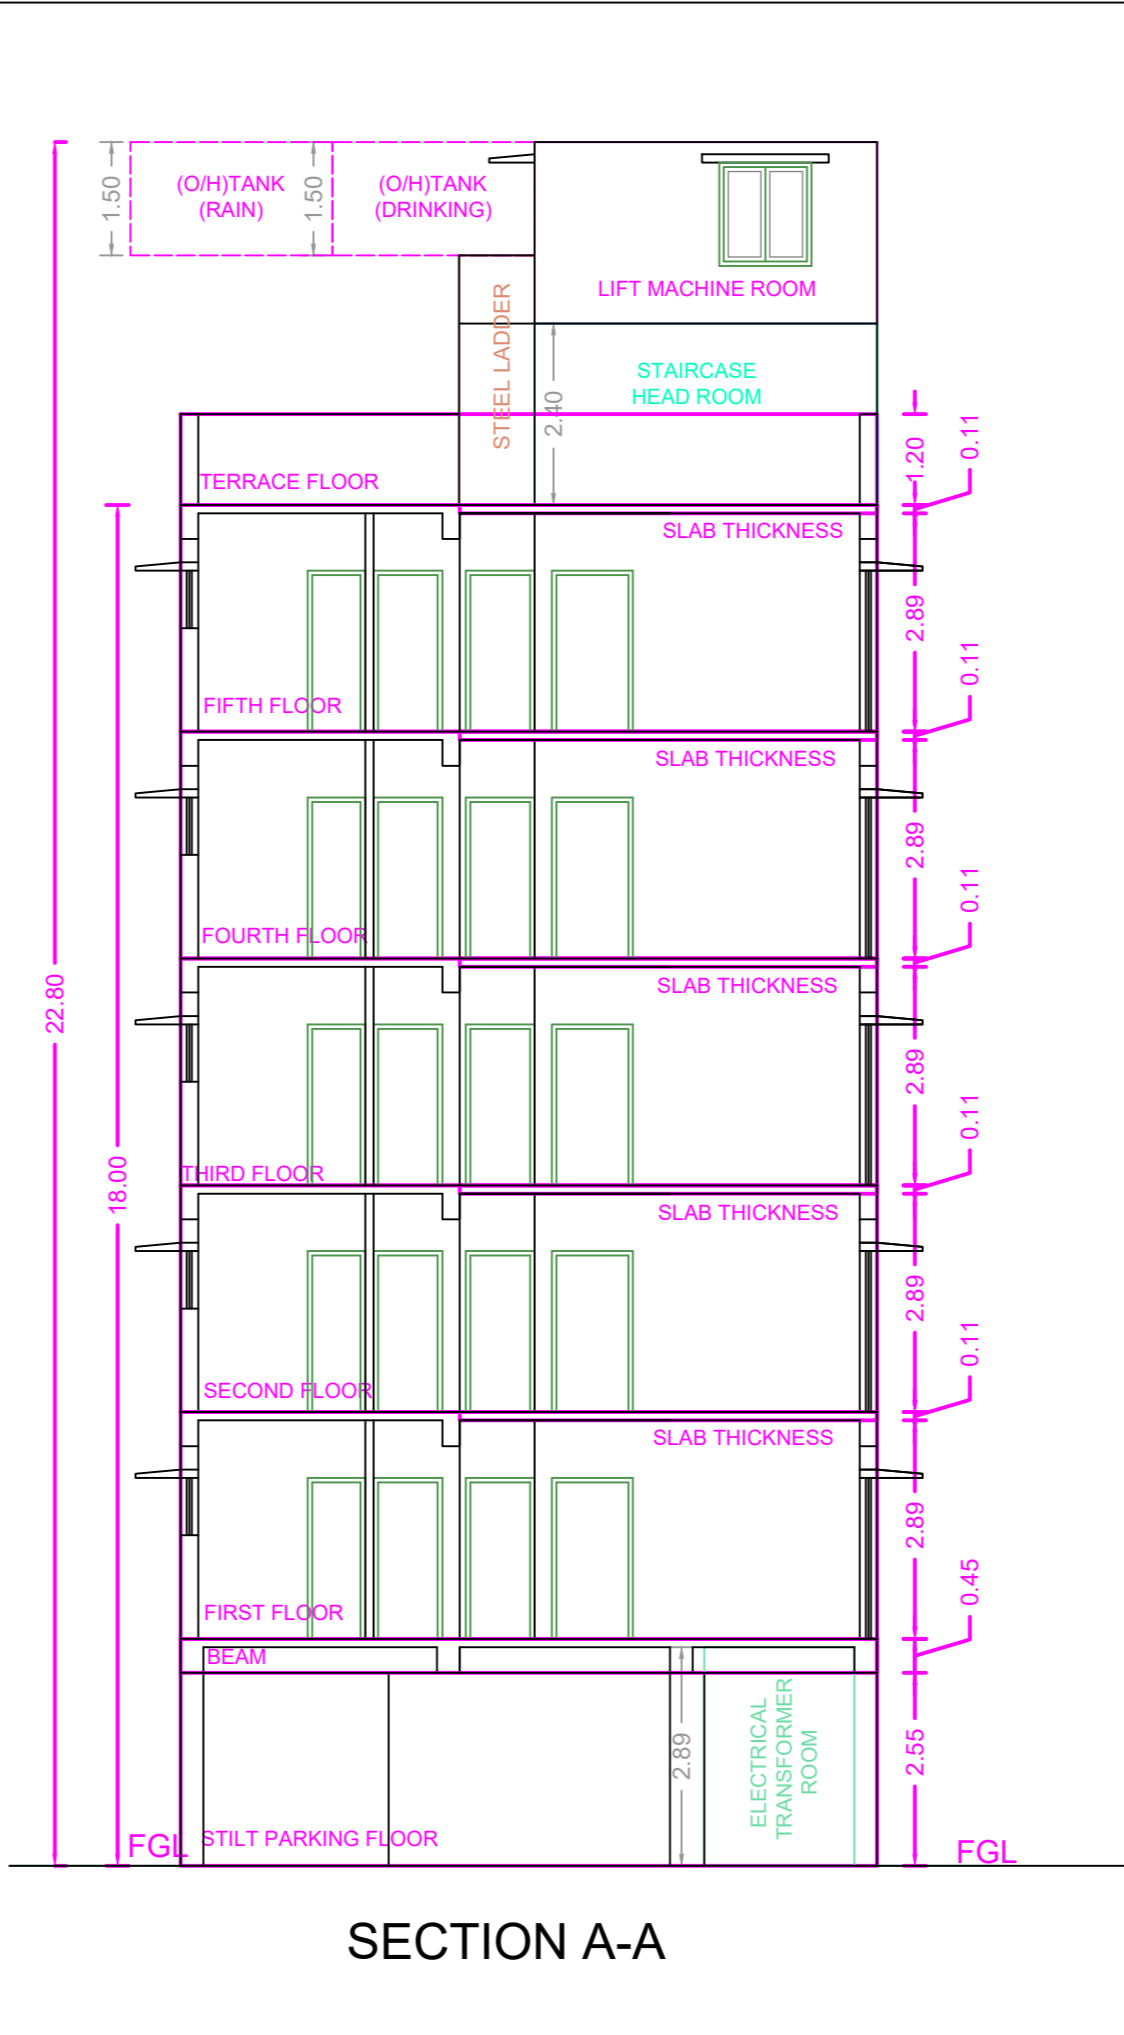 (O/H)TANK
(RAIN)
(O/H)TANK
(DRINKING)
1.50
1.50
LIFT MACHINE ROOM
STEEL LADDER
STAIRCASE
HEAD ROOM
2.40
1.20
0.11
TERRACE FLOOR
SLAB THICKNESS
2.89
0.11
FIFTH FLOOR
SLAB THICKNESS
2.89
0.11
FOURTH FLOOR
SLAB THICKNESS
22.80
2.89
0.11
18.00
THIRD FLOOR
SLAB THICKNESS
2.89
0.11
SECOND FLOOR
SLAB THICKNESS
2.89
0.45
FIRST FLOOR
BEAM
2.89
ELECTRICAL
TRANSFORMER
ROOM
2.55
STILT PARKING FLOOR
FGL
FGL
SECTION A-A